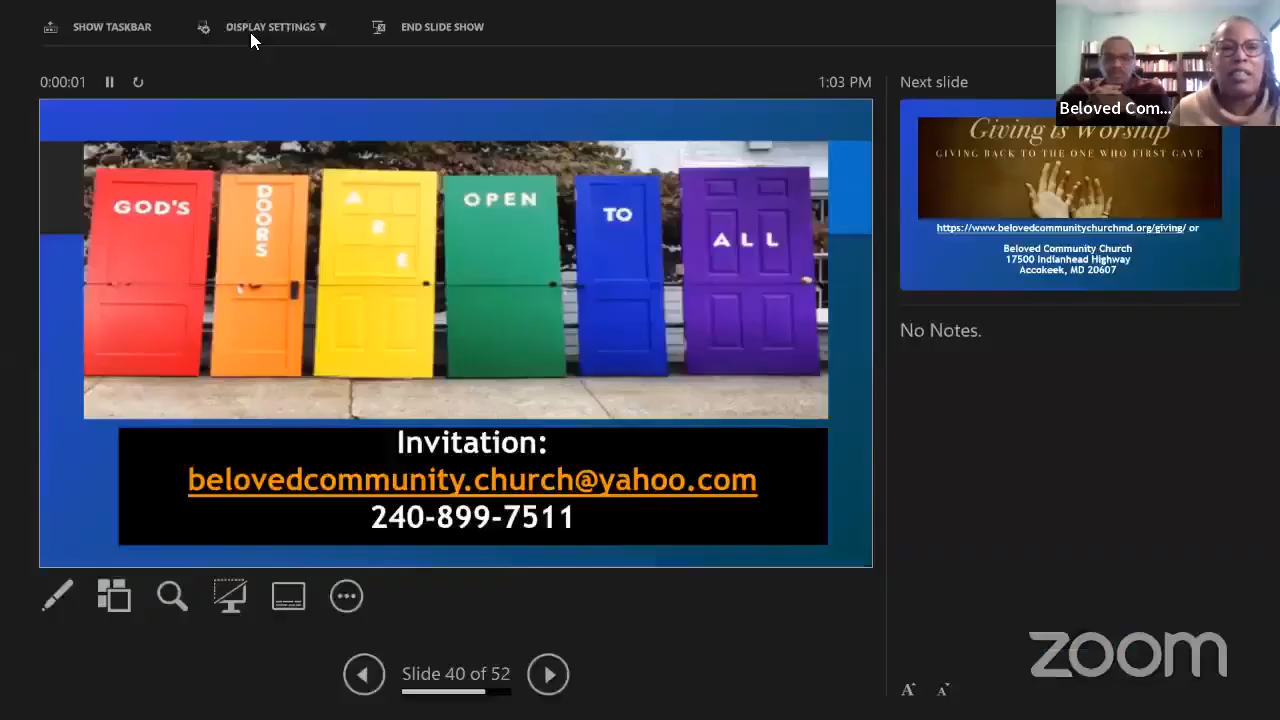 SHOW TASKBAR
DISPLAY SETTINGS ▼
END SLIDE SHOW
0:00:01
1:03 PM
Next slide
Beloved Com...
GOD'S
DOORS
ARE
OPEN
TO
ALL
Invitation:
belovedcommunity.church@yahoo.com
240-899-7511
Giving is Worship
GIVING BACK TO THE ONE WHO FIRST GAVE
https://www.belovedcommunitychurchmd.org/giving/ or
Beloved Community Church
17500 Indianhead Highway
Accokeek, MD 20607
No Notes.
Slide 40 of 52
zoom
A A